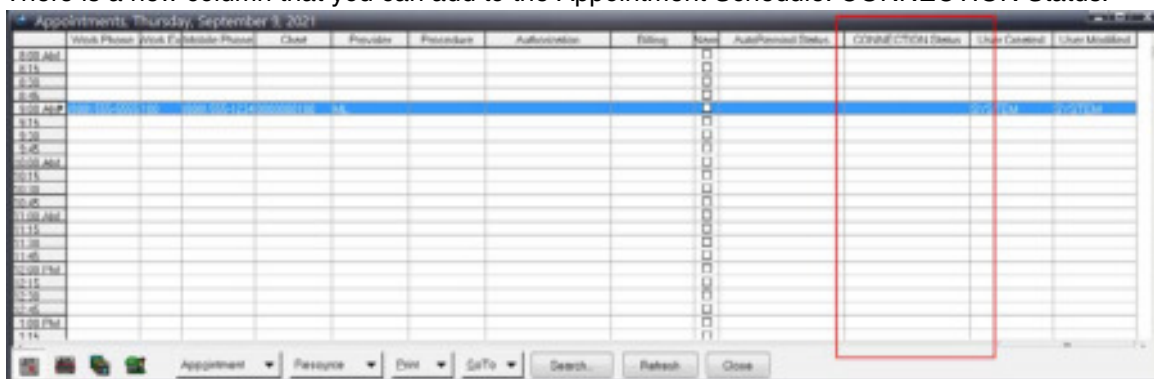 There is a new column that you can add to the Appointment Schedule: CONNECTION Status.
Appointments, Thursday, September 9, 2021
Work Phone Work Ex Mobile Phone Chart Provider Procedure Authorization Billing New AutoRemind Status CONNECTION Status User Created User Modified
8:00 AM
8:15
8:30
8:45
9:00 AM SYSTEM SYSTEM
9:15
9:30
9:45
10:00 AM
10:15
10:30
10:45
11:00 AM
11:15
11:30
11:45
12:00 PM
12:15
12:30
12:45
1:00 PM
1:15
Appointment Resource Print GoTo Search... Refresh Close